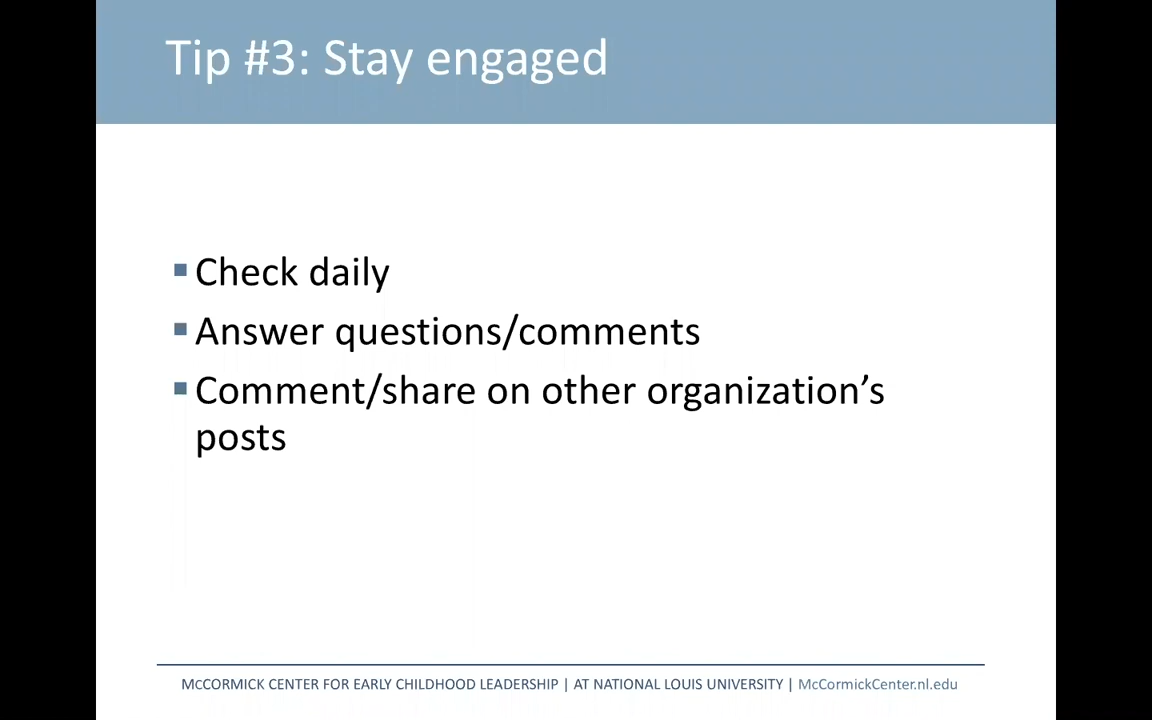 Tip #3: Stay engaged
Check daily
Answer questions/comments
Comment/share on other organization’s
posts
McCORMICK CENTER FOR EARLY CHILDHOOD LEADERSHIP | AT NATIONAL LOUIS UNIVERSITY | McCormickCenter.nl.edu